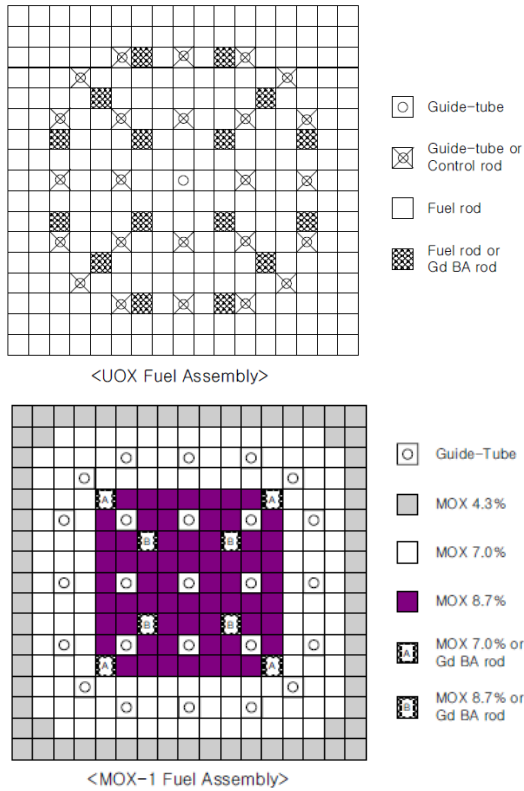 Guide-tube
Guide-tube or
Control rod
Fuel rod
Fuel rod or
Gd BA rod
<UOX Fuel Assembly>
A
A
B
B
B
B
A
A
Guide-Tube
MOX 4.3%
MOX 7.0%
MOX 8.7%
A
MOX 7.0% or
Gd BA rod
B
MOX 8.7% or
Gd BA rod
<MOX-1 Fuel Assembly>